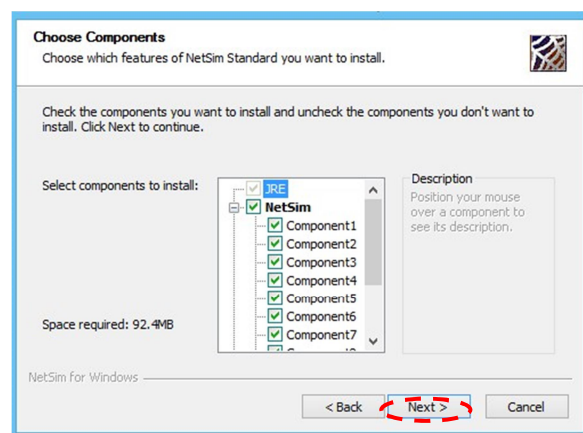 Choose Components
Choose which features of NetSim Standard you want to install.
Check the components you want to install and uncheck the components you don't want to
install. Click Next to continue.
Select components to install:
JRE
NetSim
Component1
Component2
Component3
Component4
Component5
Component6
Component7
Description
Position your mouse
over a component to
see its description.
Space required: 92.4MB
NetSim for Windows
< Back
Next >
Cancel